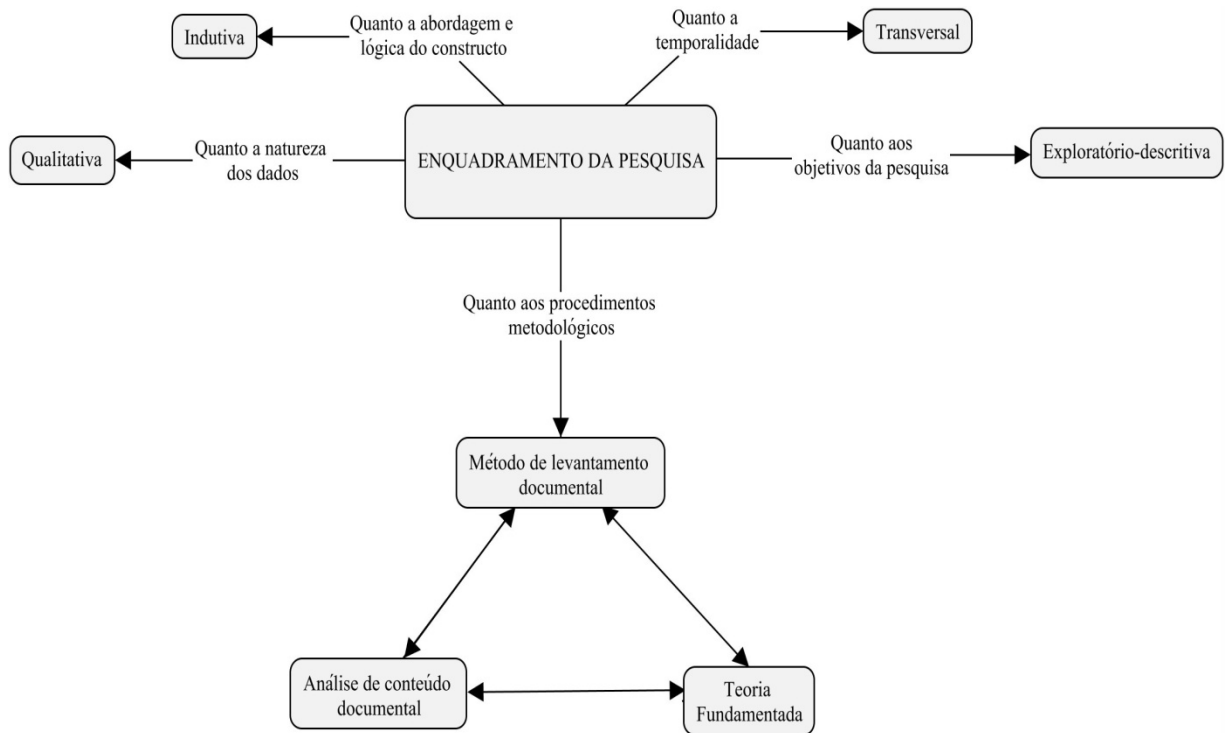 Indutiva
Quanto a abordagem e
lógica do constructo
Quanto a
temporalidade
Transversal
Qualitativa
Quanto a natureza
dos dados
ENQUADRAMENTO DA PESQUISA
Quanto aos
objetivos da pesquisa
Exploratório-descritiva
Quanto aos procedimentos
metodológicos
Método de levantamento
documental
Análise de conteúdo
documental
Teoria
Fundamentada